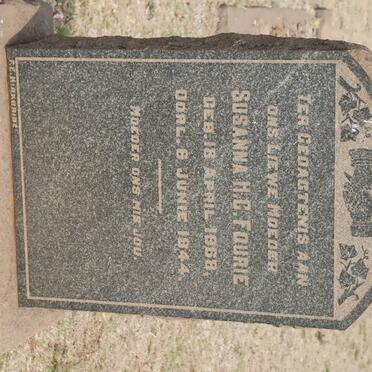 TER GEDAGTENIS AAN
ONS LIEWE MOEDER
SUSANNA H.C. FOURIE
GEB. 16 APRIL 1868.
OORL. 6 JUNIE 1944.
MOEDER ONS MIS JOU.